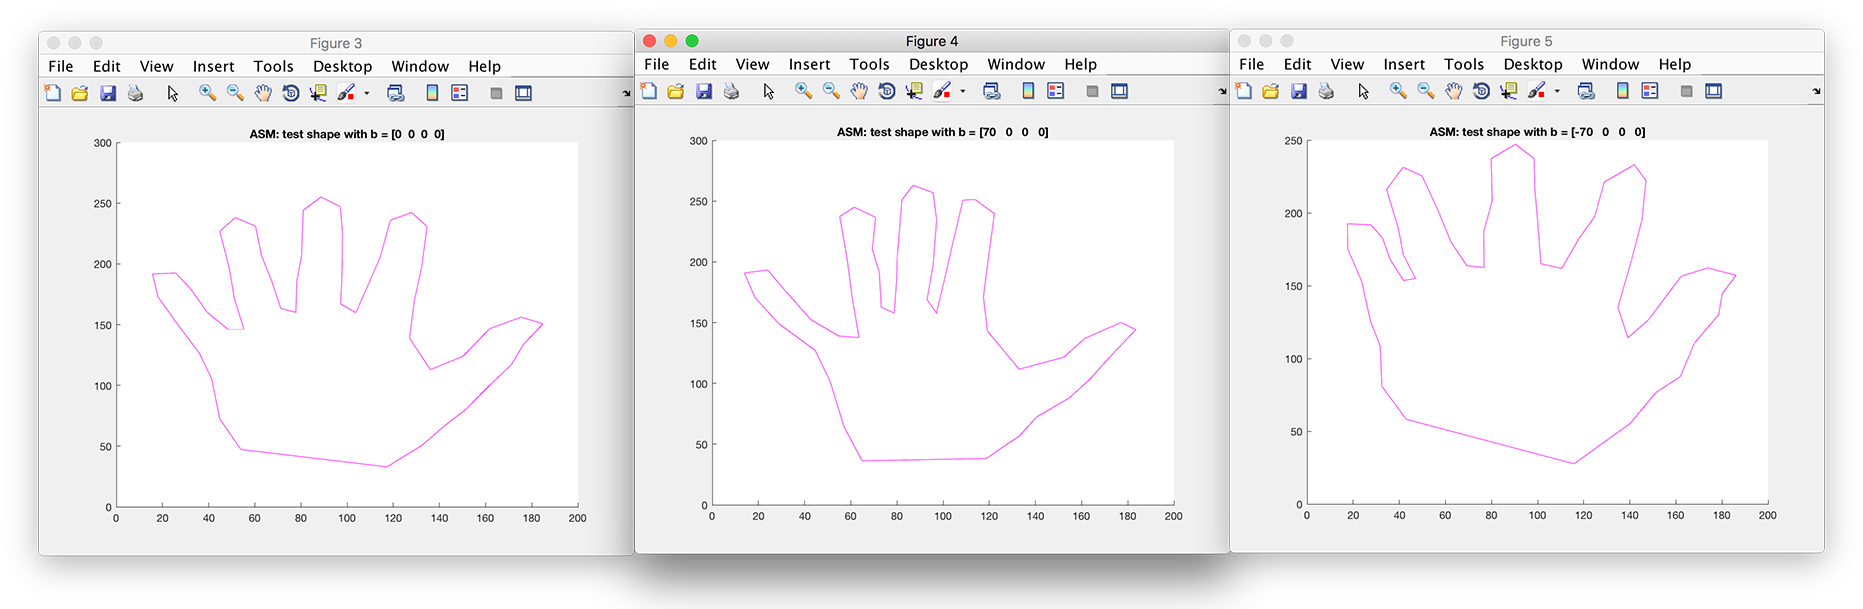 Figure 3
File Edit View Insert Tools Desktop Window Help
ASM: test shape with b = [0 0 0 0]
300
250
200
150
100
50
0
0 20 40 60 80 100 120 140 160 180 200
Figure 4
File Edit View Insert Tools Desktop Window Help
ASM: test shape with b = [70 0 0 0]
300
250
200
150
100
50
0
0 20 40 60 80 100 120 140 160 180 200
Figure 5
File Edit View Insert Tools Desktop Window Help
ASM: test shape with b = [-70 0 0 0]
250
200
150
100
50
0
0 20 40 60 80 100 120 140 160 180 200